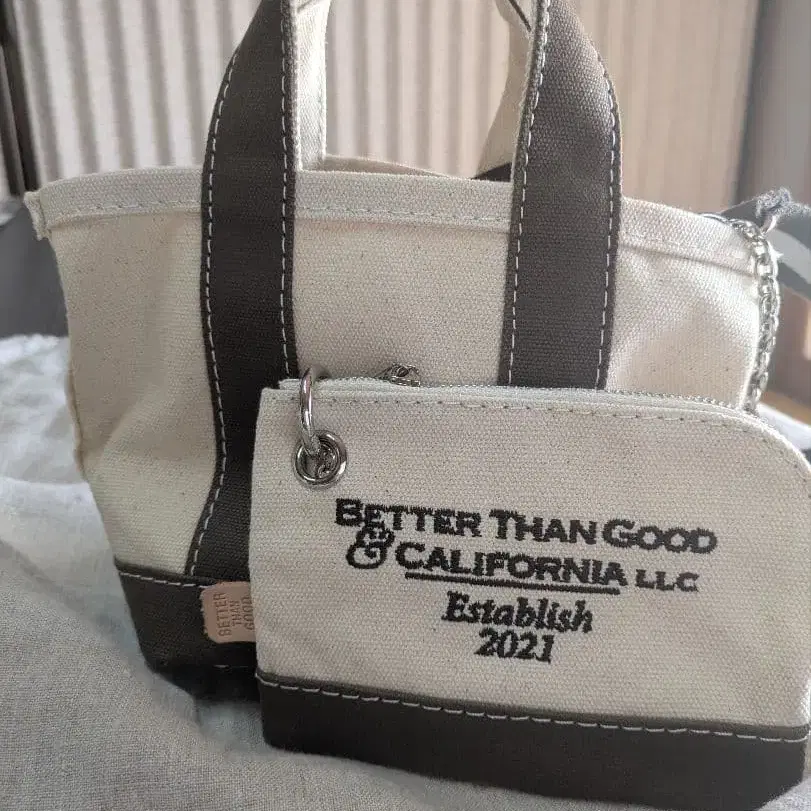 BETTER THAN GOOD
& CALIFORNIA LLC
Establish
2021
BETTER
THAN
GOOD